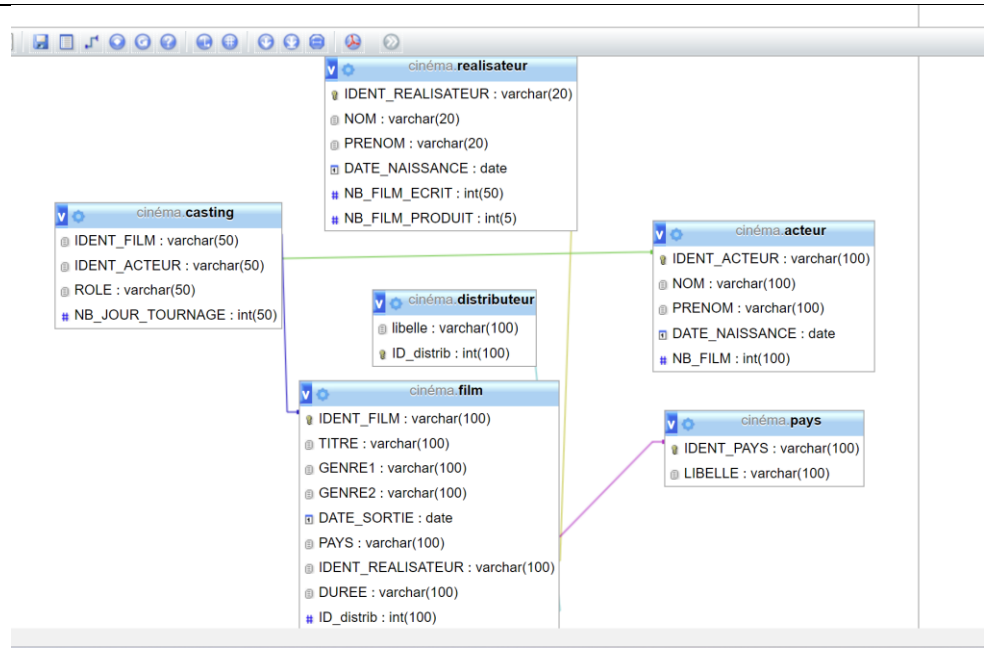 cinéma.realisateur
IDENT_REALISATEUR : varchar(20)
NOM : varchar(20)
PRENOM : varchar(20)
DATE_NAISSANCE : date
NB_FILM_ECRIT : int(50)
NB_FILM_PRODUIT : int(5)
cinéma.casting
IDENT_FILM : varchar(50)
IDENT_ACTEUR : varchar(50)
ROLE : varchar(50)
NB_JOUR_TOURNAGE : int(50)
cinéma.acteur
IDENT_ACTEUR : varchar(100)
NOM : varchar(100)
PRENOM : varchar(100)
DATE_NAISSANCE : date
NB_FILM : int(100)
cinéma.distributeur
libelle : varchar(100)
ID_distrib : int(100)
cinéma.film
IDENT_FILM : varchar(100)
TITRE : varchar(100)
GENRE1 : varchar(100)
GENRE2 : varchar(100)
DATE_SORTIE : date
PAYS : varchar(100)
IDENT_REALISATEUR : varchar(100)
DUREE : varchar(100)
ID_distrib : int(100)
cinéma.pays
IDENT_PAYS : varchar(100)
LIBELLE : varchar(100)